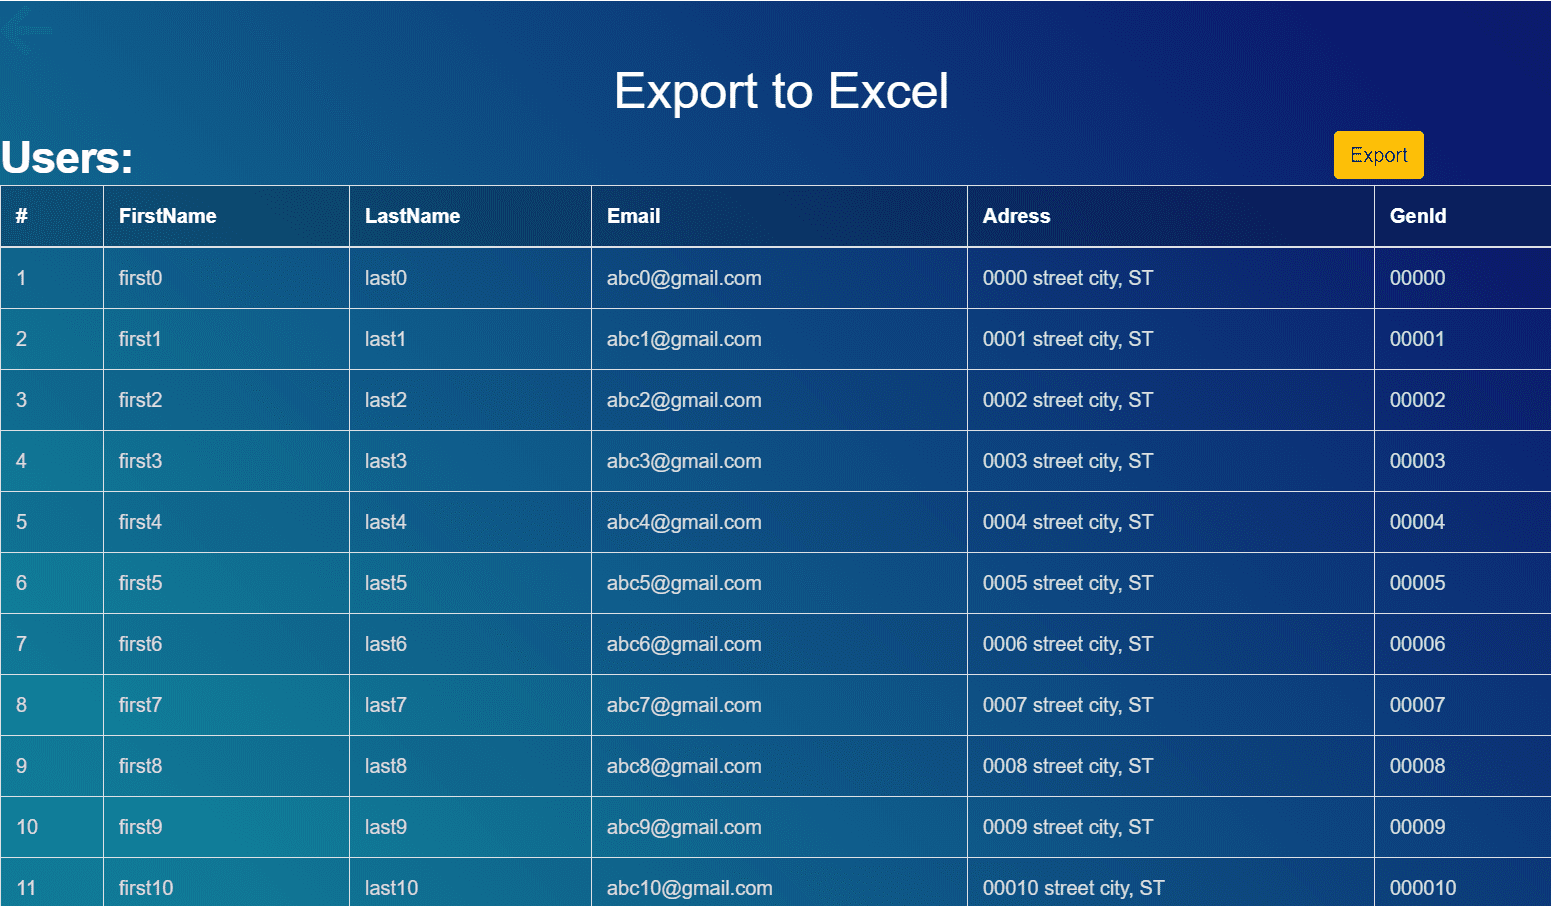 Export to Excel
Users:
Export
# FirstName LastName Email Adress GenId
1 first0 last0 abc0@gmail.com 0000 street city, ST 00000
2 first1 last1 abc1@gmail.com 0001 street city, ST 00001
3 first2 last2 abc2@gmail.com 0002 street city, ST 00002
4 first3 last3 abc3@gmail.com 0003 street city, ST 00003
5 first4 last4 abc4@gmail.com 0004 street city, ST 00004
6 first5 last5 abc5@gmail.com 0005 street city, ST 00005
7 first6 last6 abc6@gmail.com 0006 street city, ST 00006
8 first7 last7 abc7@gmail.com 0007 street city, ST 00007
9 first8 last8 abc8@gmail.com 0008 street city, ST 00008
10 first9 last9 abc9@gmail.com 0009 street city, ST 00009
11 first10 last10 abc10@gmail.com 00010 street city, ST 000010